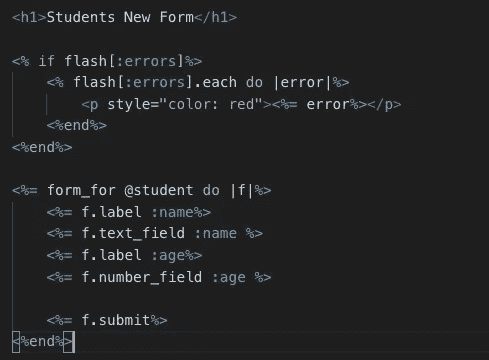 <h1>Students New Form</h1>
<% if flash[:errors]%>
<% flash[:errors].each do |error|%>
<p style="color: red"><%= error%></p>
<%end%>
<%end%>
<%= form_for @student do |f|%>
<%= f.label :name%>
<%= f.text_field :name %>
<%= f.label :age%>
<%= f.number_field :age %>
<%= f.submit%>
<%end%>